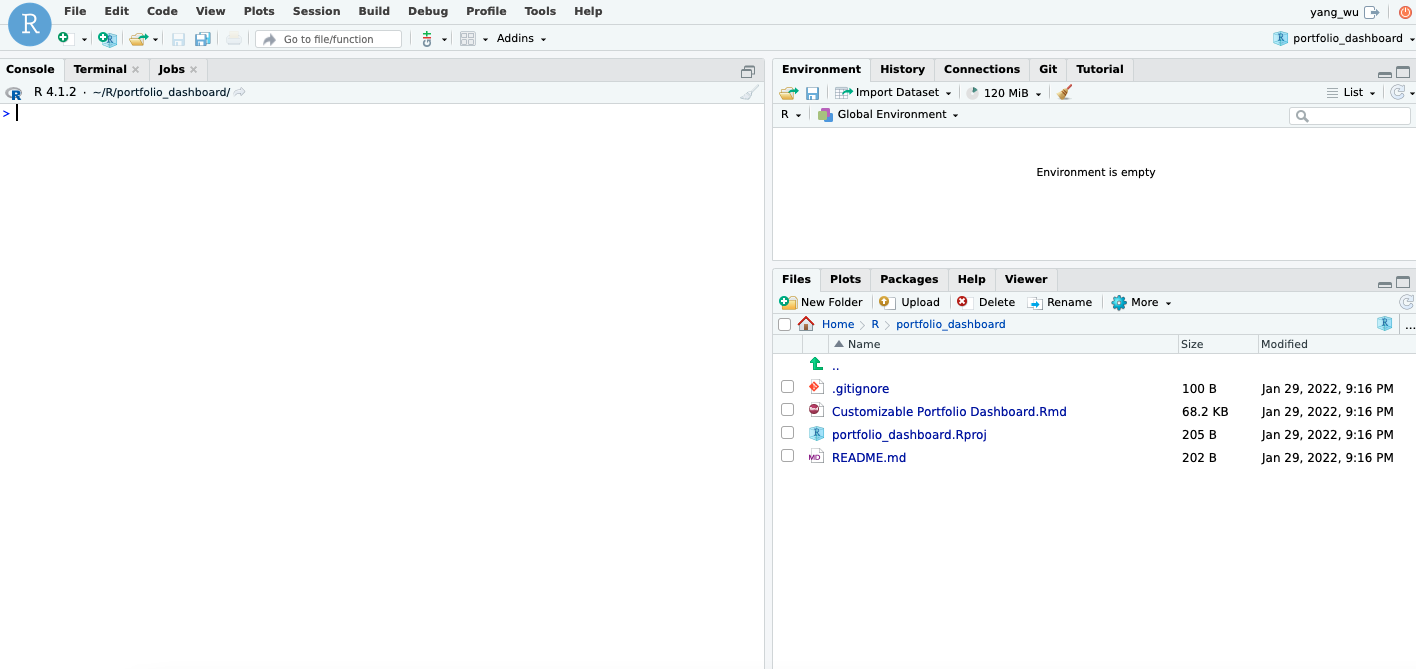 R File Edit Code View Plots Session Build Debug Profile Tools Help yang_wu
Go to file/function Addins portfolio_dashboard
Console Terminal Jobs
R 4.1.2 · ~/R/portfolio_dashboard/
>
Environment History Connections Git Tutorial
Import Dataset 120 MiB List
R Global Environment
Environment is empty
Files Plots Packages Help Viewer
New Folder Upload Delete Rename More
Home R portfolio_dashboard ...
Name Size Modified
..
.gitignore 100 B Jan 29, 2022, 9:16 PM
Customizable Portfolio Dashboard.Rmd 68.2 KB Jan 29, 2022, 9:16 PM
portfolio_dashboard.Rproj 205 B Jan 29, 2022, 9:16 PM
README.md 202 B Jan 29, 2022, 9:16 PM